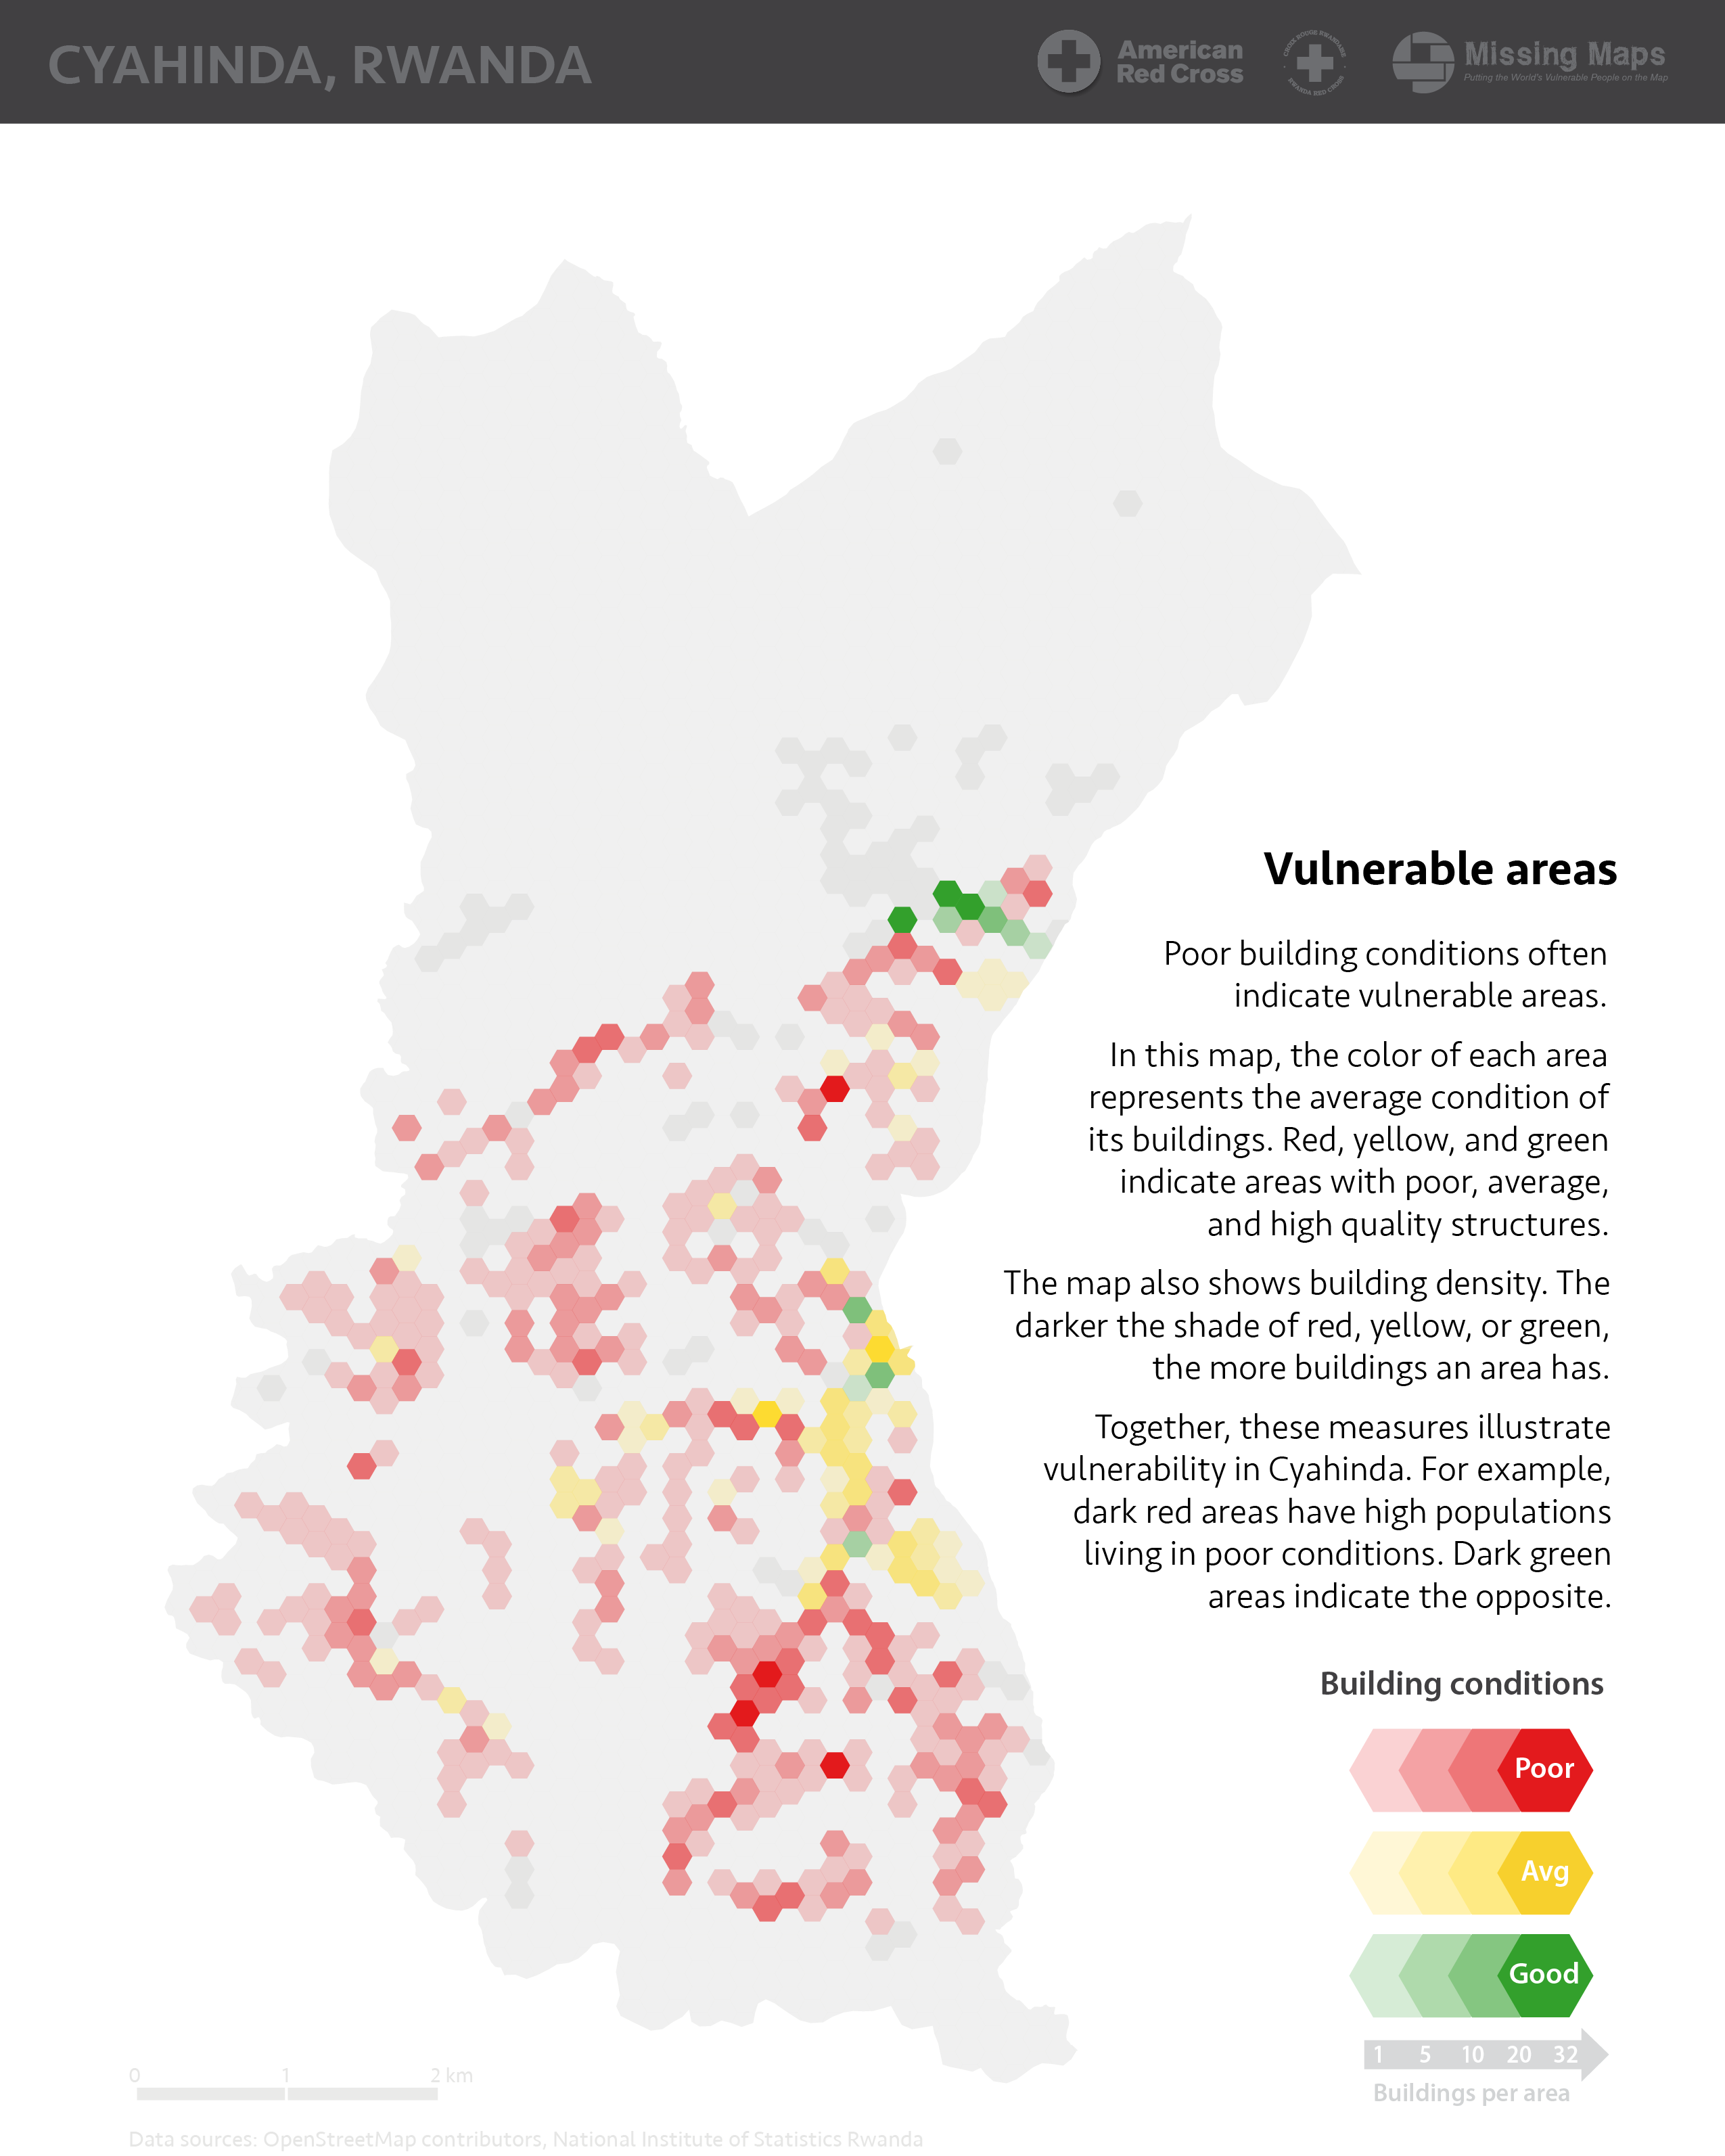 CYAHINDA, RWANDA
American
Red Cross
CROIX ROUGE RWANDAISE
RWANDA RED CROSS
Missing Maps
Putting the World's Vulnerable People on the Map
Vulnerable areas
Poor building conditions often
indicate vulnerable areas.
In this map, the color of each area
represents the average condition of
its buildings. Red, yellow, and green
indicate areas with poor, average,
and high quality structures.
The map also shows building density. The
darker the shade of red, yellow, or green,
the more buildings an area has.
Together, these measures illustrate
vulnerability in Cyahinda. For example,
dark red areas have high populations
living in poor conditions. Dark green
areas indicate the opposite.
Building conditions
Poor
Avg
Good
1 5 10 20 32
Buildings per area
0 1 2 km
Data sources: OpenStreetMap contributors, National Institute of Statistics Rwanda